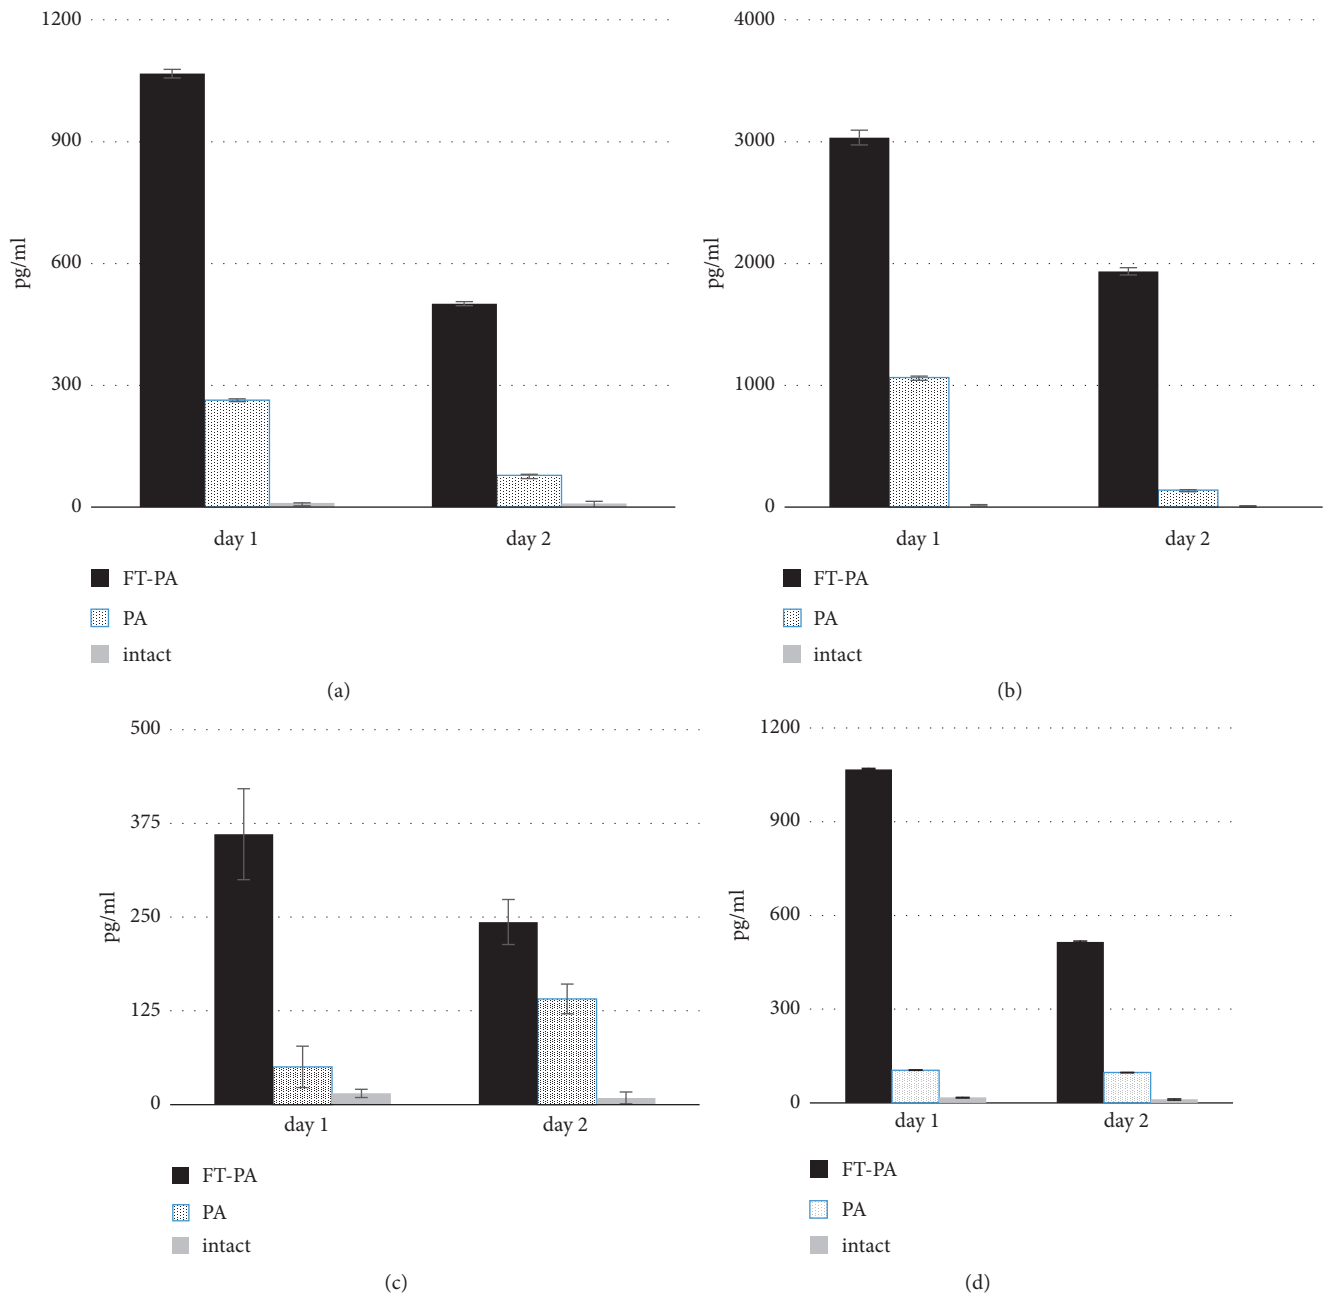 1200
900
600
300
0
pg/ml
day 1
day 2
FT-PA
PA
intact
(a)
4000
3000
2000
1000
0
pg/ml
day 1
day 2
FT-PA
PA
intact
(b)
500
375
250
125
0
pg/ml
day 1
day 2
FT-PA
PA
intact
(c)
1200
900
600
300
0
pg/ml
day 1
day 2
FT-PA
PA
intact
(d)